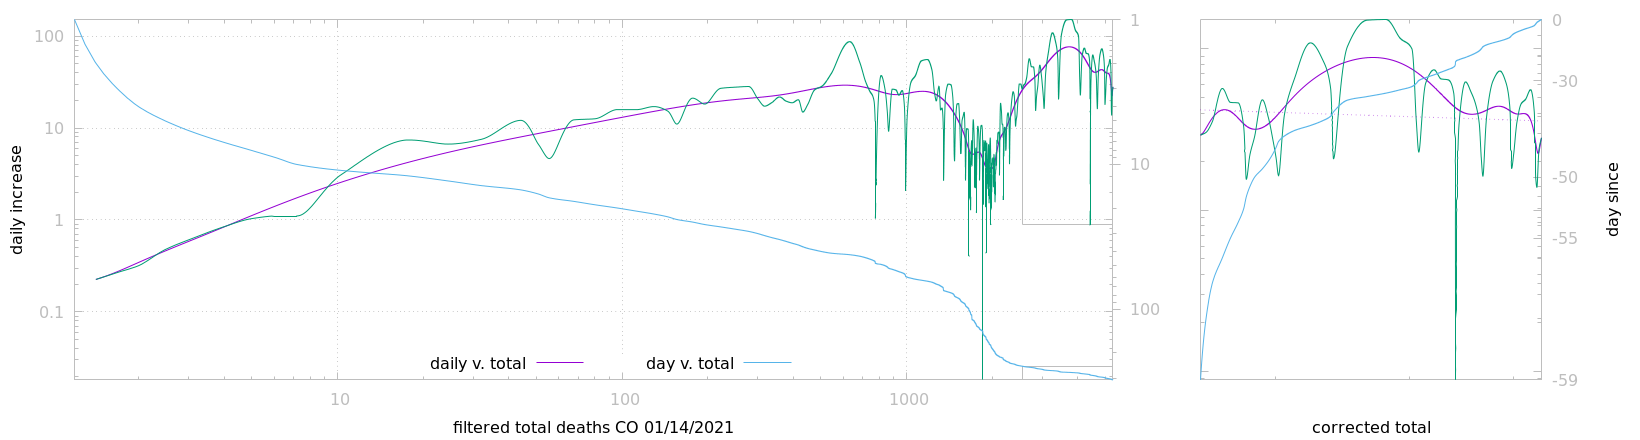 100
10
1
0.1
daily increase
10
100
1000
filtered total deaths CO 01/14/2021
daily v. total
day v. total
1
10
100
0
-30
-50
-55
-59
day since
corrected total